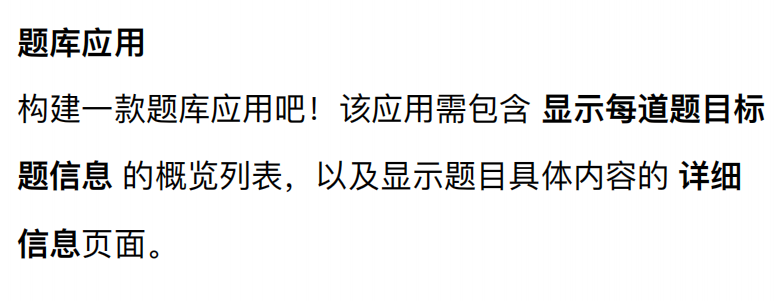 题库应用
构建一款题库应用吧！该应用需包含 显示每道题目标
题信息 的概览列表，以及显示题目具体内容的 详细
信息页面。